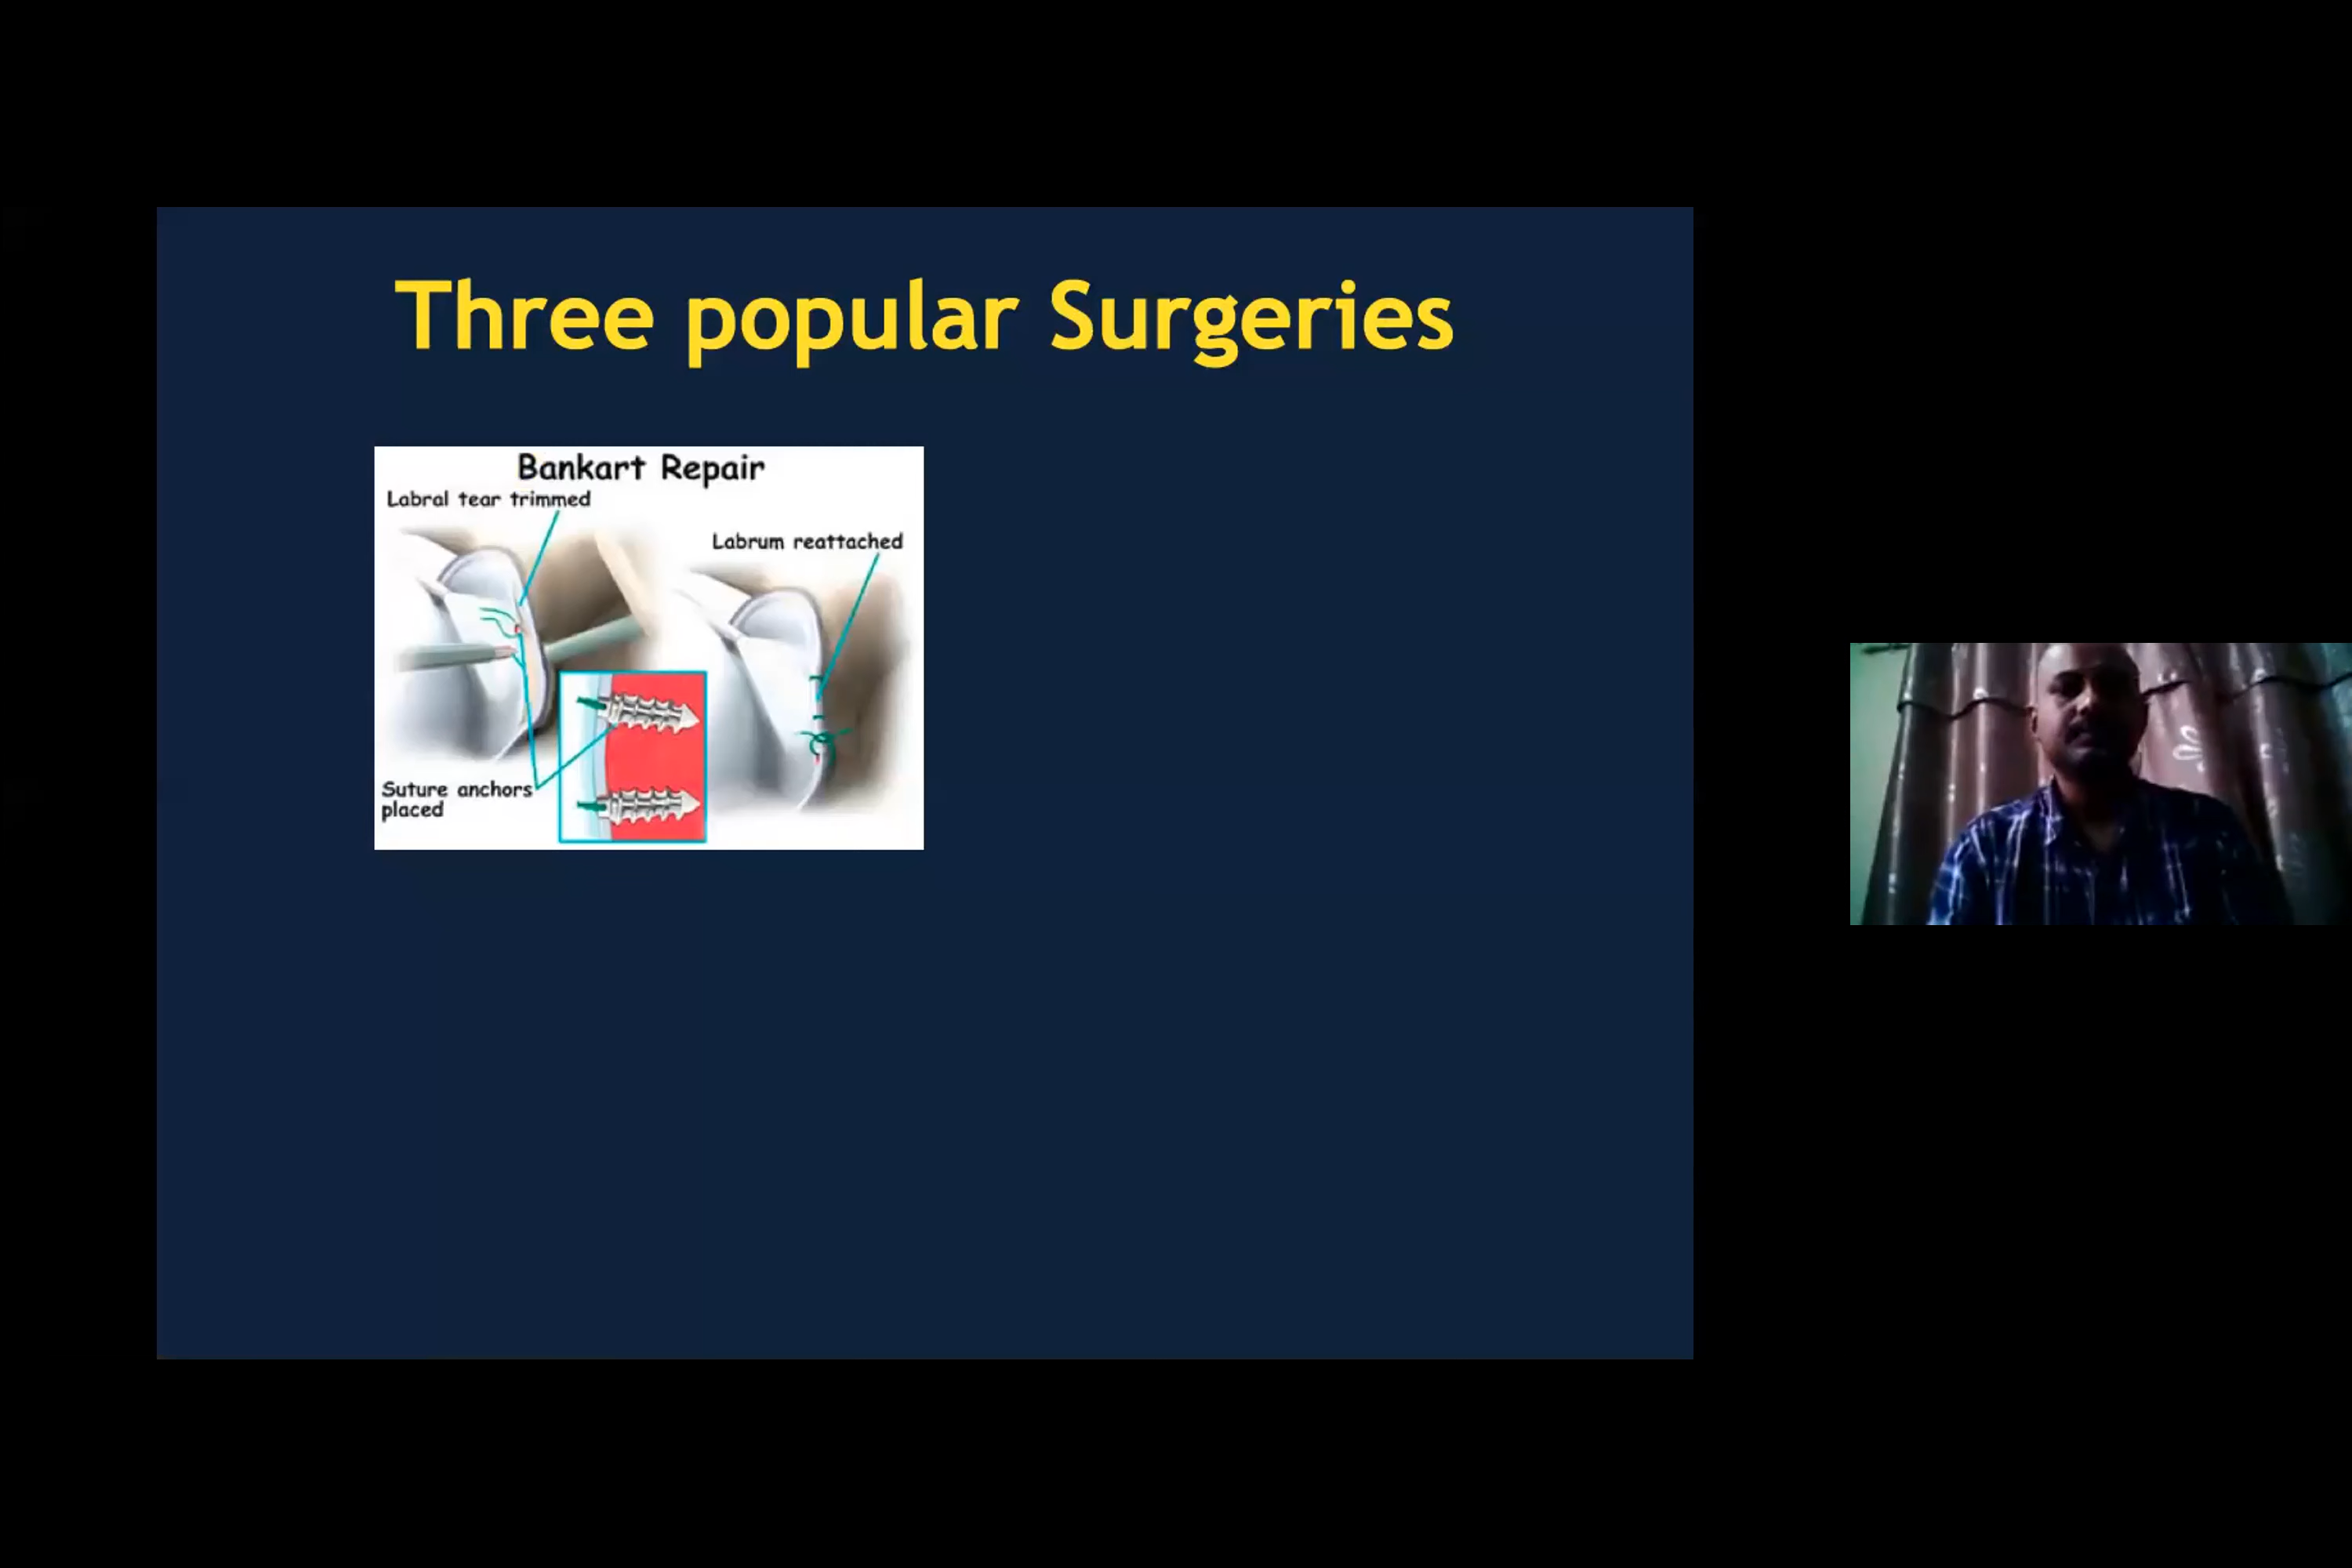 Three popular Surgeries
Bankart Repair
Labral tear trimmed
Labrum reattached
Suture anchors
placed